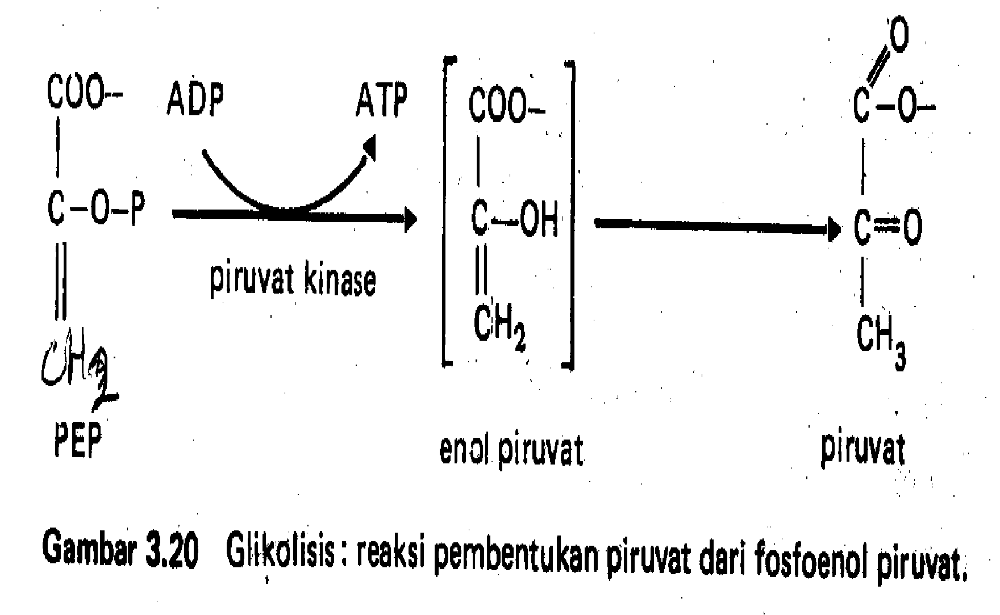 COO– ADP ATP COO– C=O –O–
C–O–P C–OH C=O
piruvat kinase
CH2 CH2 CH3
PEP enol piruvat piruvat
Gambar 3.20 Glikolisis : reaksi pembentukan piruvat dari fosfoenol piruvat.